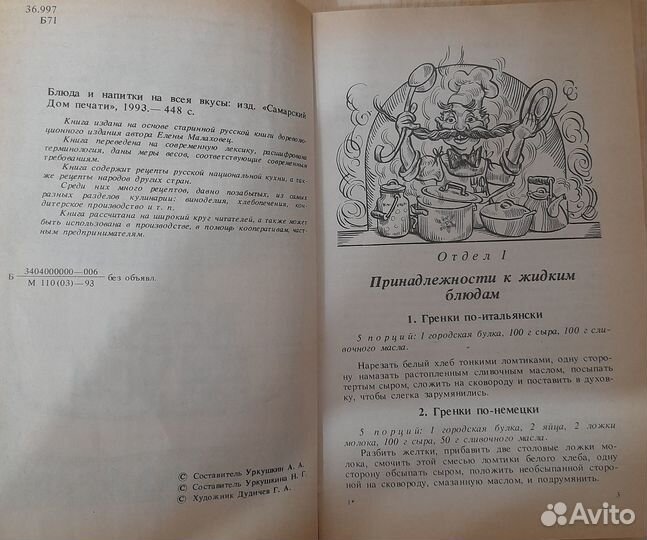 36.997
Б71
Блюда и напитки на всея вкусы: изд. «Самарский
Дом печати», 1993.— 448 с.
Книга издана на основе старинной русской книги дореволю-
ционного издания автора Елены Малаховец.
Книга переведена на современную лексику, расшифрована
терминология, даны меры весов, соответствующие современным
требованиям.
Книга содержит рецепты русской национальной кухни, а так-
же рецепты народов других стран.
Среди них много рецептов, давно позабытых, из самых
разных разделов кулинарии: виноделия, хлебопечения, кон-
дитерское производство и т. п.
Книга рассчитана на широкий круг читателей, а также может
быть использована в производстве, в помощь кооперативам, част-
ным предпринимателям.
Б 3404000000—006 без объявл.
М 110(03)—93
© Составитель Уркушкин А. А.
© Составитель Уркушкина Н. Г.
© Художник Дудичев Г. А.
Отдел I
Принадлежности к жидким
блюдам
1. Гренки по-итальянски
5 порций: 1 городская булка, 100 г сыра, 100 г сли-
вочного масла.
Нарезать белый хлеб тонкими ломтиками, одну сторону
намазать растопленным сливочным маслом, посыпать
тертым сыром, сложить на сковороду и поставить в духов-
ку, чтобы слегка зарумянились.
2. Гренки по-немецки
5 порций: 1 городская булка, 2 яйца, 2 ложки
молока, 100 г сыра, 50 г сливочного масла.
Разбить желтки, прибавить две столовые ложки мо-
лока, смочить этой смесью ломтики белого хлеба, одну
сторону обсыпать сыром, положить необсыпанной сторо-
ной на сковороду, смазанную маслом, и подрумянить.
1*
3
Avito